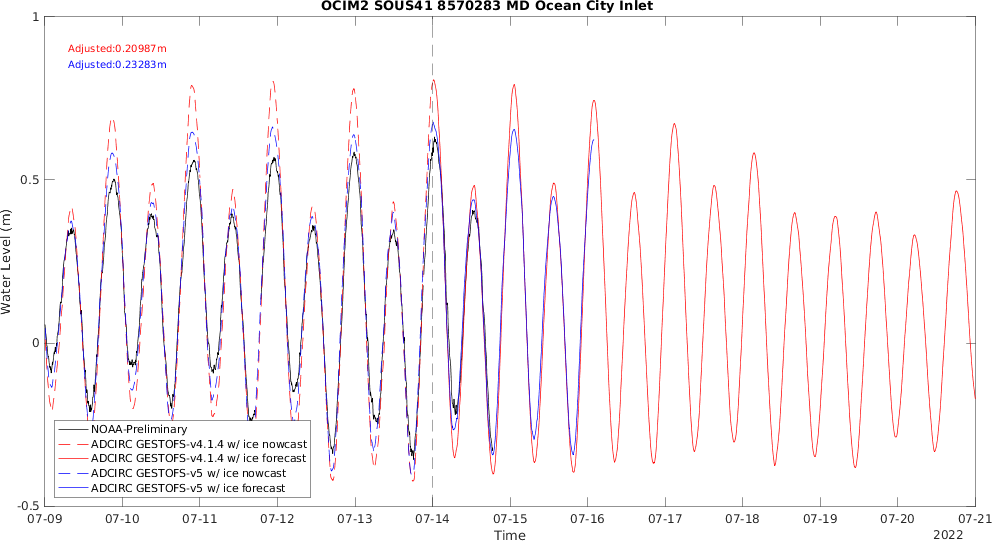 OCIM2 SOUS41 8570283 MD Ocean City Inlet
1
Adjusted:0.20987m
Adjusted:0.23283m
0.5
Water Level (m)
0
NOAA-Preliminary
ADCIRC GESTOFS-v4.1.4 w/ ice nowcast
ADCIRC GESTOFS-v4.1.4 w/ ice forecast
ADCIRC GESTOFS-v5 w/ ice nowcast
ADCIRC GESTOFS-v5 w/ ice forecast
-0.5
07-09 07-10 07-11 07-12 07-13 07-14 07-15 07-16 07-17 07-18 07-19 07-20 07-21
Time
2022